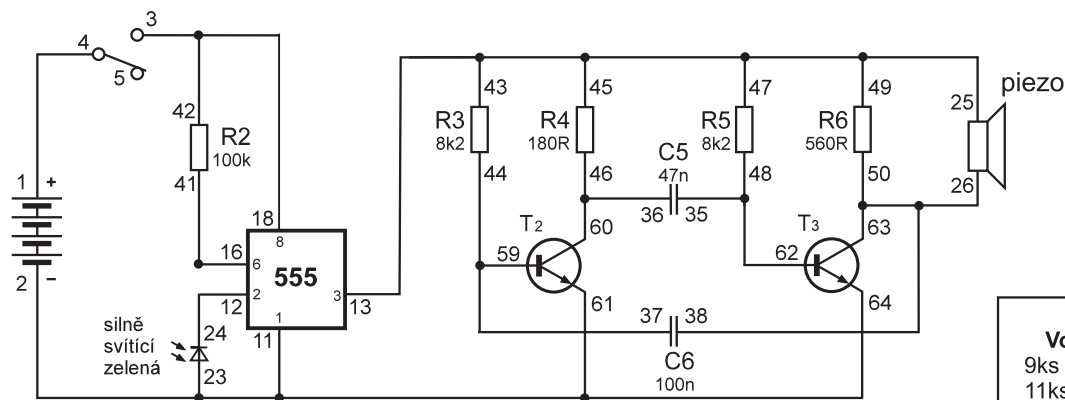 3
4
5
42
R2
100k
41
1
+
2
−
18
8
16
6
555
12
2
3
13
1
11
silně
svítící
zelená
24
23
43
R3
8k2
44
45
R4
180R
46
C5
47n
36
35
47
R5
8k2
48
49
R6
560R
50
piezo
25
26
T2
59
60
61
T3
62
63
64
37
38
C6
100n
Vo
9ks
11ks